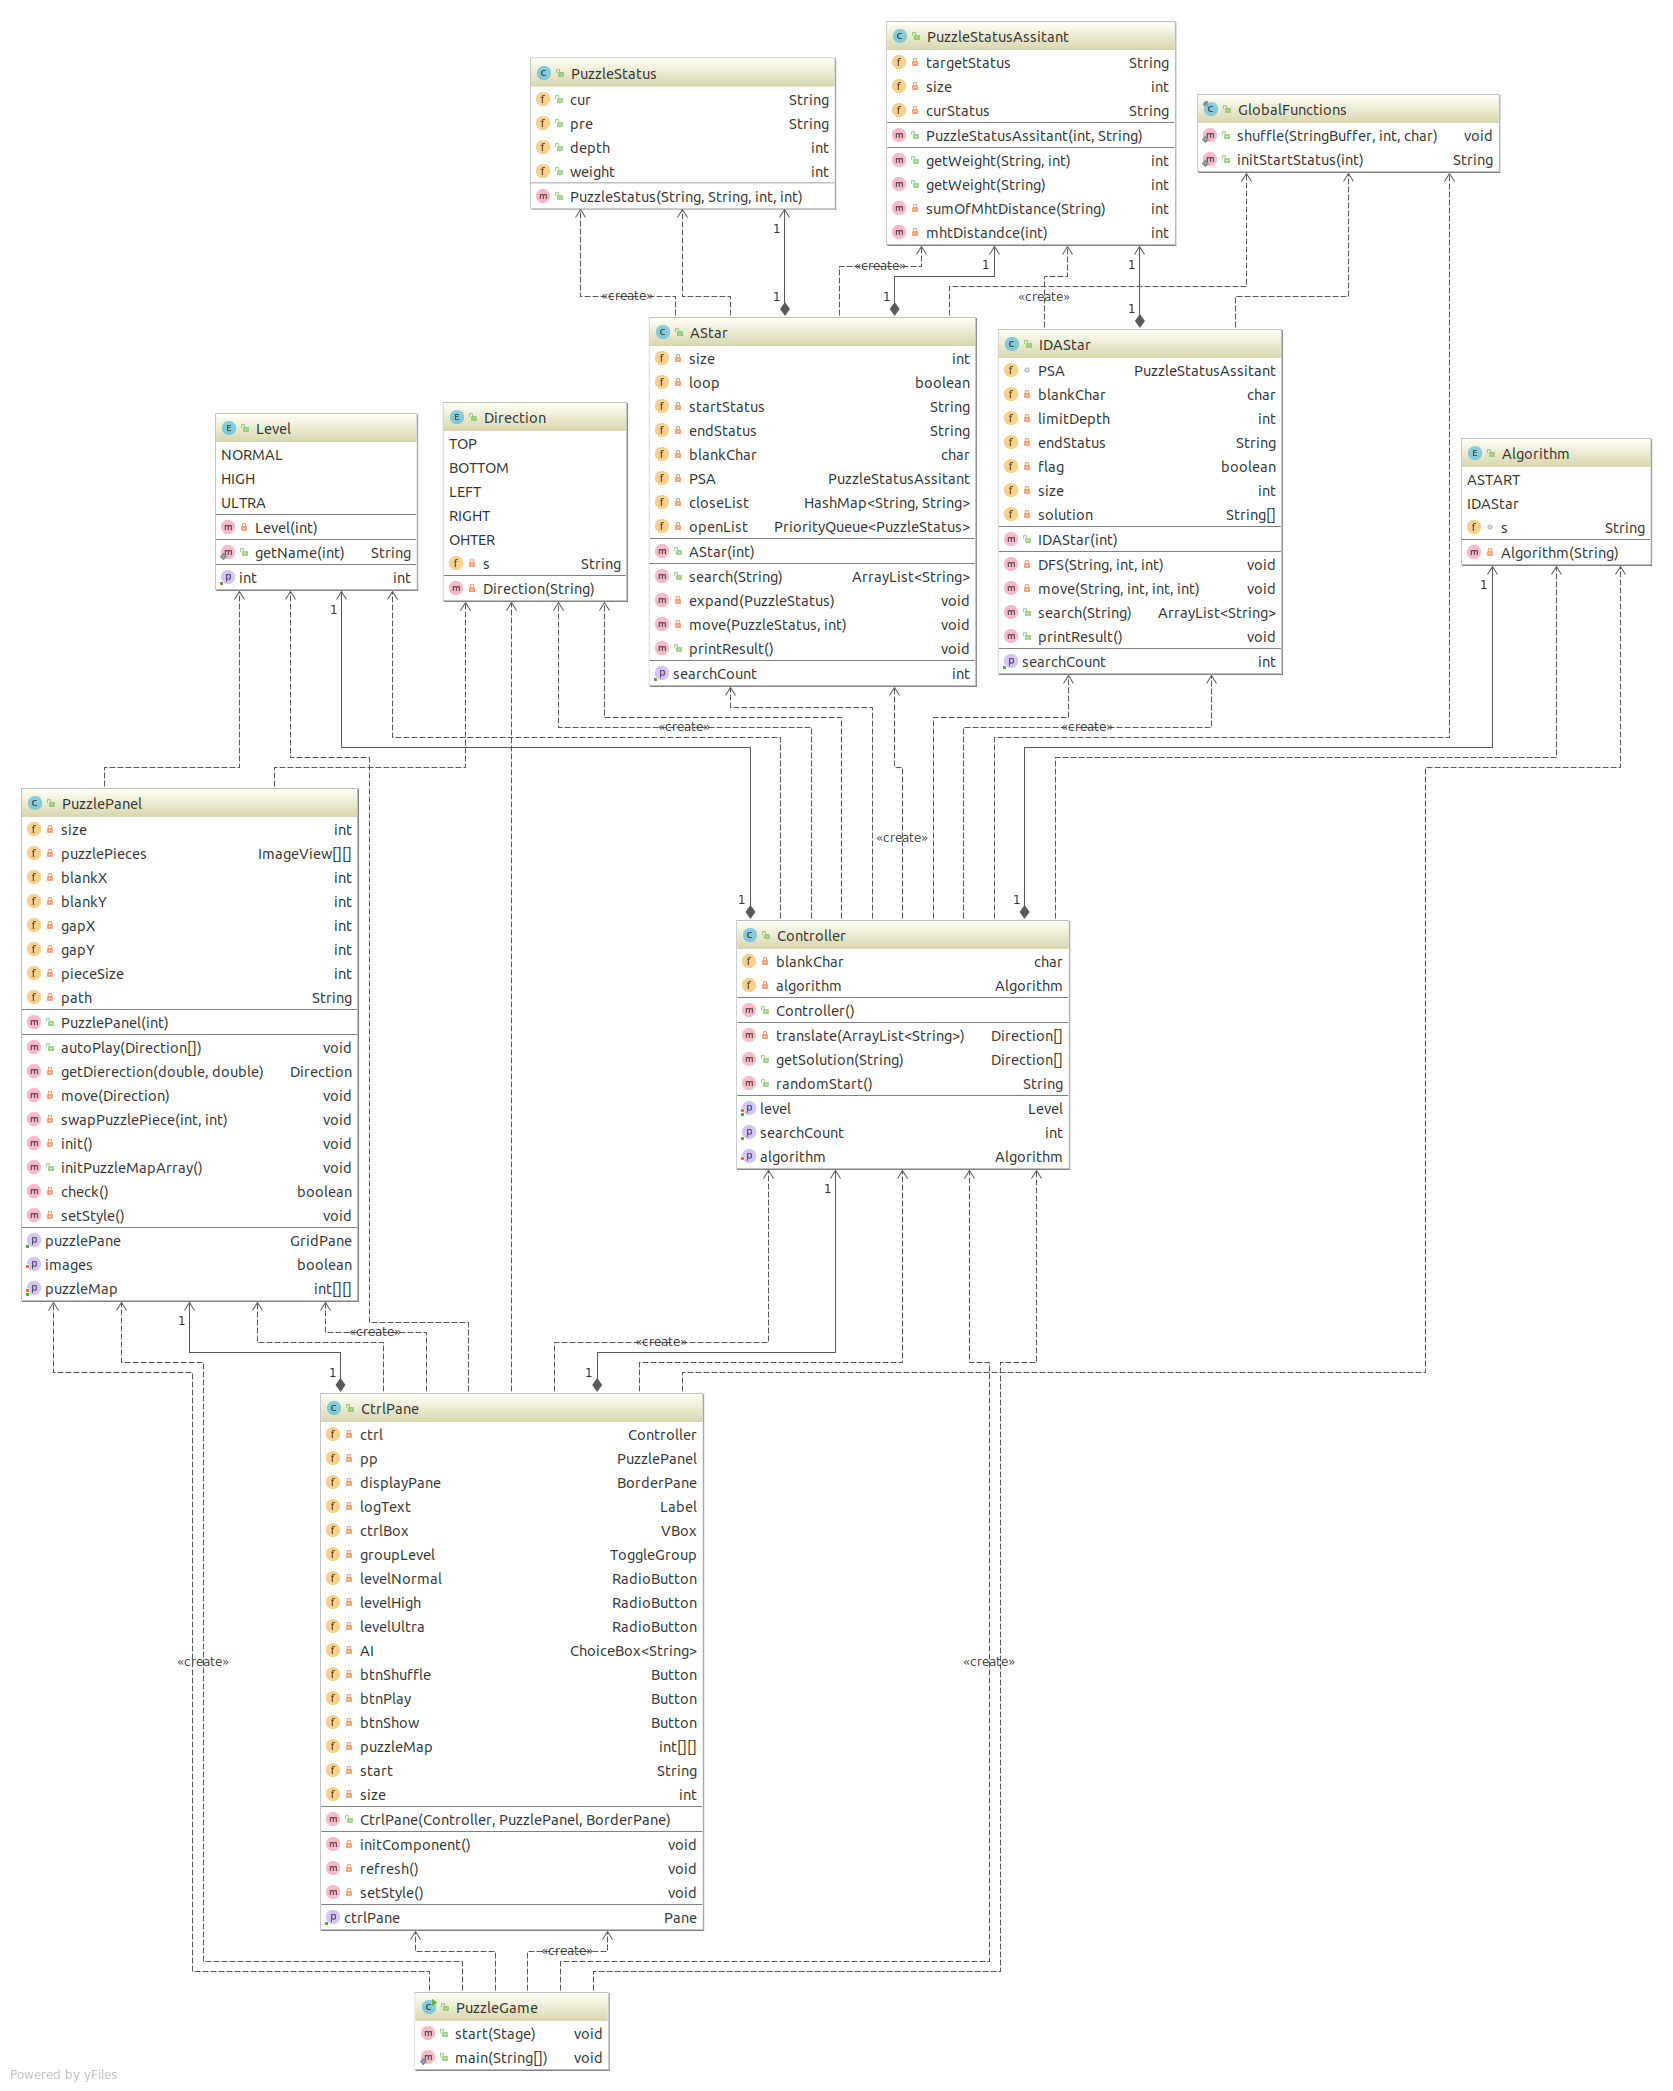 PuzzleStatusAssitant
targetStatus String
size int
curStatus String
PuzzleStatusAssitant(int, String)
getWeight(String, int) int
getWeight(String) int
sumOfMhtDistance(String) int
mhtDistandce(int) int
PuzzleStatus
cur String
pre String
depth int
weight int
PuzzleStatus(String, String, int, int)
GlobalFunctions
shuffle(StringBuffer, int, char) void
initStartStatus(int) String
1
1
1
«create»
1
1
«create»
1
«create»
1
AStar
size int
loop boolean
startStatus String
endStatus String
blankChar char
PSA PuzzleStatusAssitant
closeList HashMap<String, String>
openList PriorityQueue<PuzzleStatus>
AStar(int)
search(String) ArrayList<String>
expand(PuzzleStatus) void
move(PuzzleStatus, int) void
printResult() void
searchCount int
IDAStar
PSA PuzzleStatusAssitant
blankChar char
limitDepth int
endStatus String
flag boolean
size int
solution String[]
IDAStar(int)
DFS(String, int, int) void
move(String, int, int, int) void
search(String) ArrayList<String>
printResult() void
searchCount int
Level
NORMAL
HIGH
ULTRA
Level(int)
getName(int) String
int int
Direction
TOP
BOTTOM
LEFT
RIGHT
OHTER
s String
Direction(String)
Algorithm
ASTART
IDAStar
s String
Algorithm(String)
1
1
«create»
«create»
«create»
1
1
PuzzlePanel
size int
puzzlePieces ImageView[][]
blankX int
blankY int
gapX int
gapY int
pieceSize int
path String
PuzzlePanel(int)
autoPlay(Direction[]) void
getDierection(double, double) Direction
move(Direction) void
swapPuzzlePiece(int, int) void
init() void
initPuzzleMapArray() void
check() boolean
setStyle() void
puzzlePane GridPane
images boolean
puzzleMap int[][]
Controller
blankChar char
algorithm Algorithm
Controller()
translate(ArrayList<String>) Direction[]
getSolution(String) Direction[]
randomStart() String
level Level
searchCount int
algorithm Algorithm
1
1
«create»
«create»
1
1
CtrlPane
ctrl Controller
pp PuzzlePanel
displayPane BorderPane
logText Label
ctrlBox VBox
groupLevel ToggleGroup
levelNormal RadioButton
levelHigh RadioButton
levelUltra RadioButton
AI ChoiceBox<String>
btnShuffle Button
btnPlay Button
btnShow Button
puzzleMap int[][]
start String
size int
CtrlPane(Controller, PuzzlePanel, BorderPane)
initComponent() void
refresh() void
setStyle() void
ctrlPane Pane
«create»
«create»
«create»
PuzzleGame
start(Stage) void
main(String[]) void
Powered by yFiles